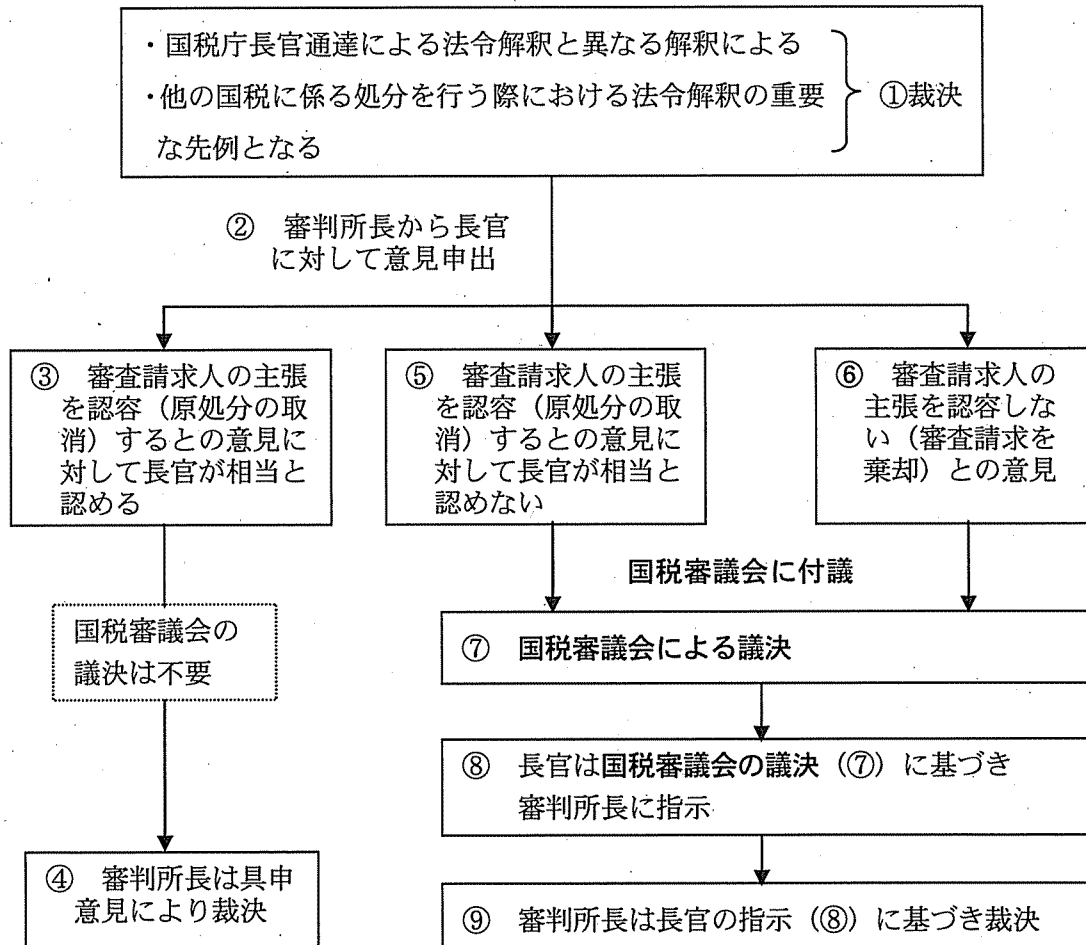 ・国税庁長官通達による法令解釈と異なる解釈による
・他の国税に係る処分を行う際における法令解釈の重要
な先例となる
①裁決
② 審判所長から長官
に対して意見申出
③ 審査請求人の主張
を認容（原処分の取
消）するとの意見に
対して長官が相当と
認める
⑤ 審査請求人の主張
を認容（原処分の取
消）するとの意見に
対して長官が相当と
認めない
⑥ 審査請求人の
主張を認容しな
い（審査請求を
棄却）との意見
国税審議会に付議
国税審議会の
議決は不要
⑦ 国税審議会による議決
⑧ 長官は国税審議会の議決（⑦）に基づき
審判所長に指示
④ 審判所長は具申
意見により裁決
⑨ 審判所長は長官の指示（⑧）に基づき裁決